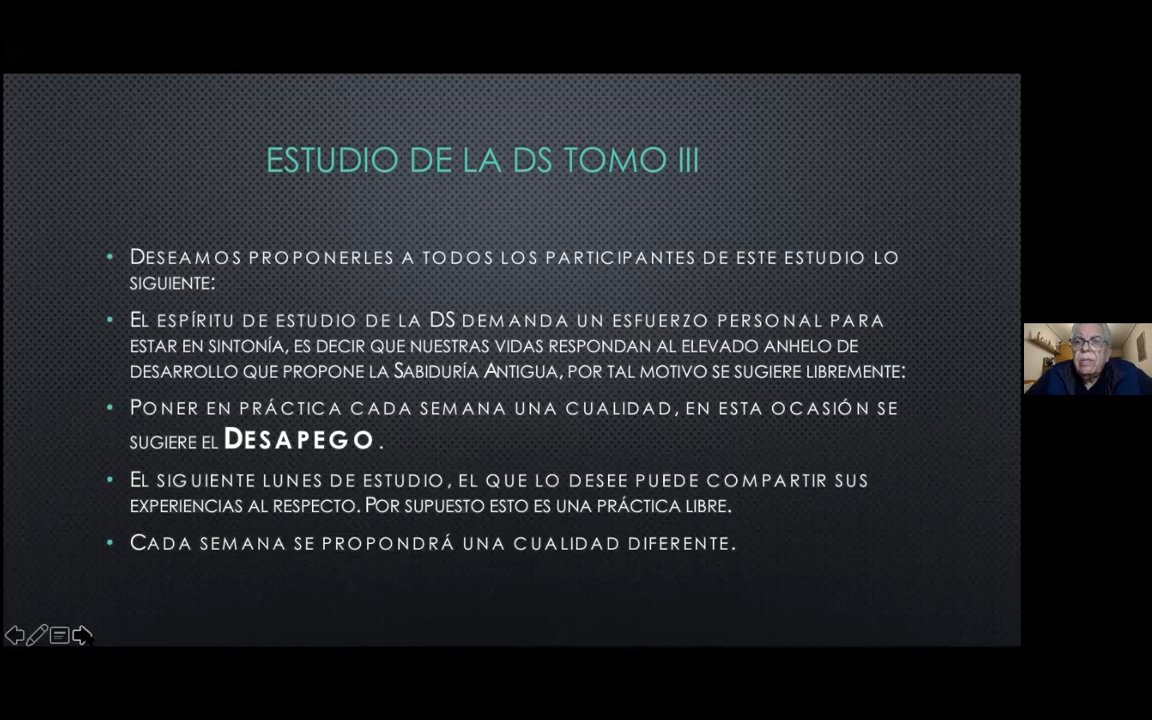 ESTUDIO DE LA DS TOMO III
• DESEAMOS PROPONERLES A TODOS LOS PARTICIPANTES DE ESTE ESTUDIO LO
SIGUIENTE:
• EL ESPÍRITU DE ESTUDIO DE LA DS DEMANDA UN ESFUERZO PERSONAL PARA
ESTAR EN SINTONÍA, ES DECIR QUE NUESTRAS VIDAS RESPONDAN AL ELEVADO ANHELO DE
DESARROLLO QUE PROPONE LA SABIDURÍA ANTIGUA, POR TAL MOTIVO SE SUGIERE LIBREMENTE:
• PONER EN PRÁCTICA CADA SEMANA UNA CUALIDAD, EN ESTA OCASIÓN SE
SUGIERE EL DESAPEGO.
• EL SIGUIENTE LUNES DE ESTUDIO, EL QUE LO DESEE PUEDE COMPARTIR SUS
EXPERIENCIAS AL RESPECTO. POR SUPUESTO ESTO ES UNA PRÁCTICA LIBRE.
• CADA SEMANA SE PROPONDRÁ UNA CUALIDAD DIFERENTE.